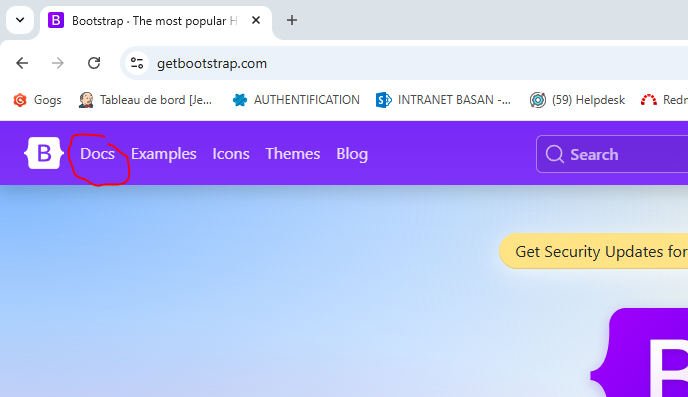 Bootstrap · The most popular H
getbootstrap.com
Gogs
Tableau de bord [Je...
AUTHENTIFICATION
INTRANET BASAN -...
(59) Helpdesk
Redm
B Docs Examples Icons Themes Blog Search
Get Security Updates for
B